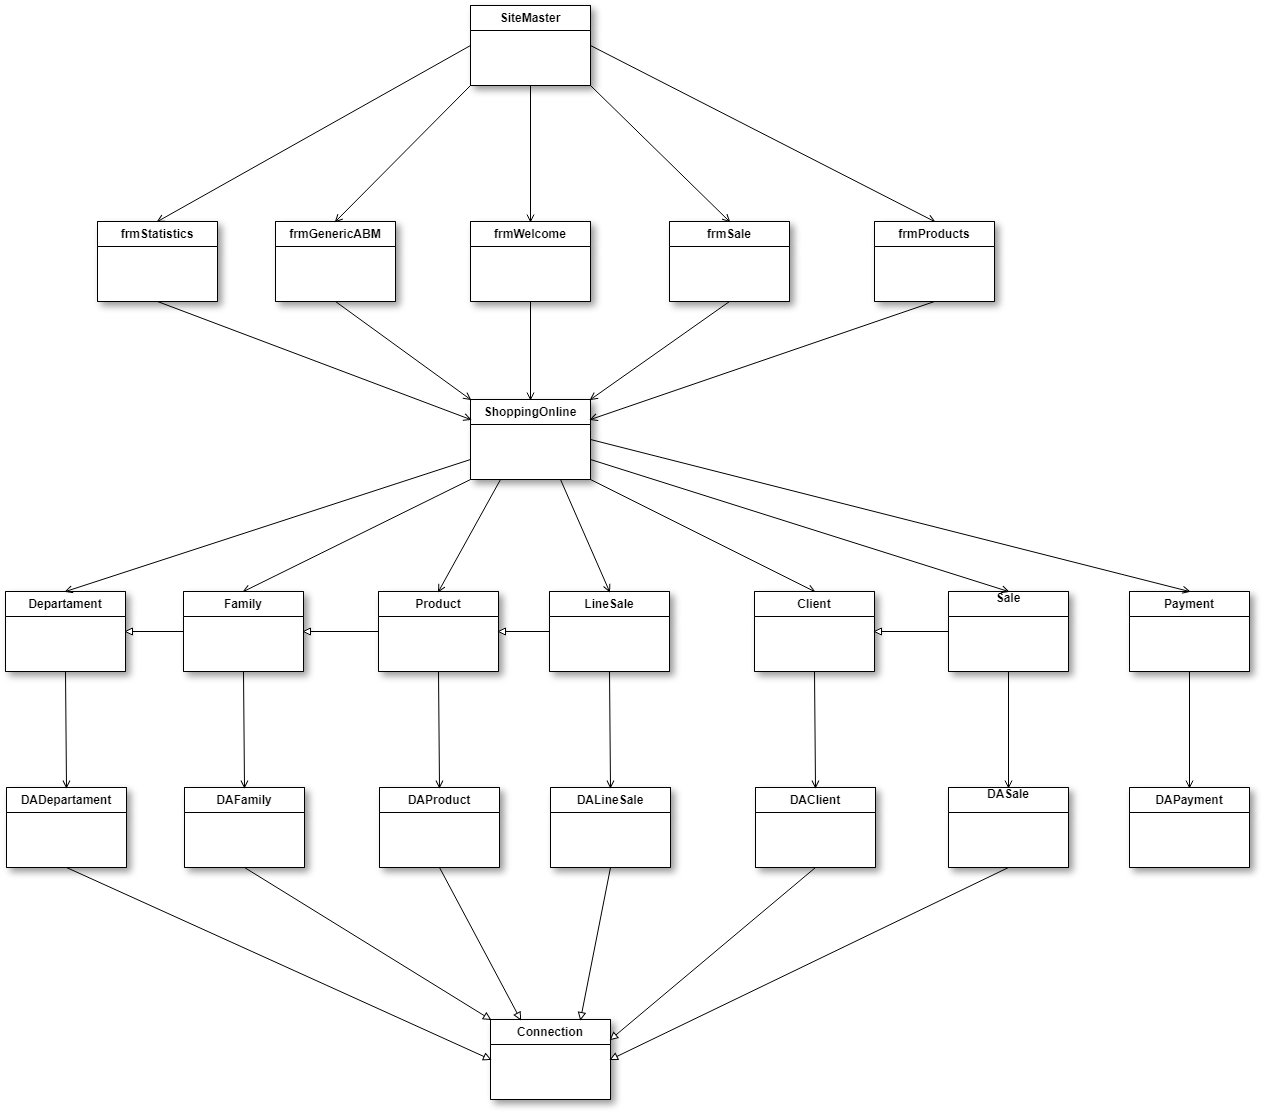 SiteMaster
frmStatistics
frmGenericABM
frmWelcome
frmSale
frmProducts
ShoppingOnline
Departament
Family
Product
LineSale
Client
Sale
Payment
DADepartament
DAFamily
DAProduct
DALineSale
DAClient
DASale
DAPayment
Connection